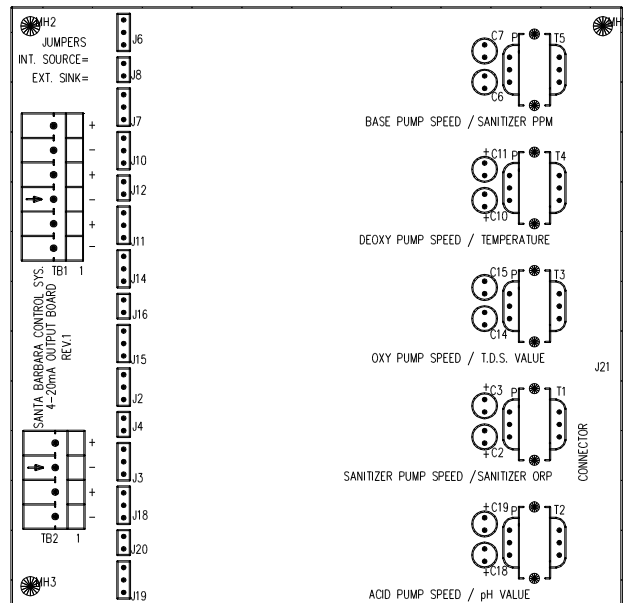 MH2
JUMPERS
INT. SOURCE=
EXT. SINK=
J6
J8
J7
J10
J12
J11
J14
J16
J15
J2
J4
J3
J18
J20
J19
+
-
+
-
+
-
TB1 1
SANTA BARBARA CONTROL SYS.
4-20mA OUTPUT BOARD
REV.1
+
-
+
-
TB2 1
MH3
MH
C7 P T5
C6
BASE PUMP SPEED / SANITIZER PPM
+C11 P T4
+C10
DEOXY PUMP SPEED / TEMPERATURE
C15 P T3
C14
OXY PUMP SPEED / T.D.S. VALUE
J21
CONNECTOR
+C3 P T1
+C2
SANITIZER PUMP SPEED /SANITIZER ORP
+C19 P T2
+C18
ACID PUMP SPEED / pH VALUE